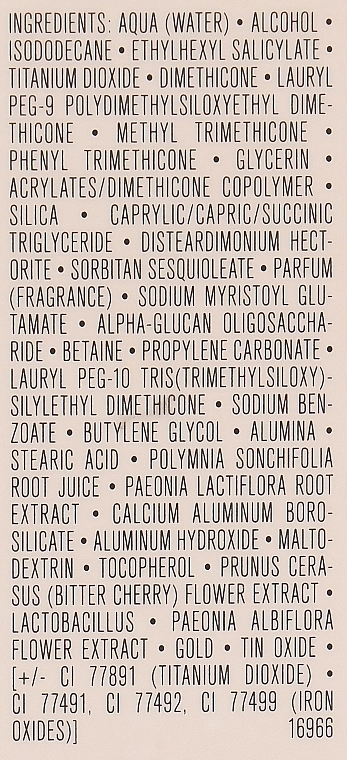 INGREDIENTS: AQUA (WATER) • ALCOHOL •
ISODODECANE • ETHYLHEXYL SALICYLATE •
TITANIUM DIOXIDE • DIMETHICONE • LAURYL
PEG-9 POLYDIMETHYLSILOXYETHYL DIME-
THICONE • METHYL TRIMETHICONE •
PHENYL TRIMETHICONE • GLYCERIN •
ACRYLATES/DIMETHICONE COPOLYMER •
SILICA • CAPRYLIC/CAPRIC/SUCCINIC
TRIGLYCERIDE • DISTEARDIMONIUM HECT-
ORITE • SORBITAN SESQUIOLEATE • PARFUM
(FRAGRANCE) • SODIUM MYRISTOYL GLU-
TAMATE • ALPHA-GLUCAN OLIGOSACCHA-
RIDE • BETAINE • PROPYLENE CARBONATE •
LAURYL PEG-10 TRIS(TRIMETHYLSILOXY)-
SILYLETHYL DIMETHICONE • SODIUM BEN-
ZOATE • BUTYLENE GLYCOL • ALUMINA •
STEARIC ACID • POLYMNIA SONCHIFOLIA
ROOT JUICE • PAEONIA LACTIFLORA ROOT
EXTRACT • CALCIUM ALUMINUM BORO-
SILICATE • ALUMINUM HYDROXIDE • MALTO-
DEXTRIN • TOCOPHEROL • PRUNUS CERA-
SUS (BITTER CHERRY) FLOWER EXTRACT •
LACTOBACILLUS • PAEONIA ALBIFLORA
FLOWER EXTRACT • GOLD • TIN OXIDE •
[+/- CI 77891 (TITANIUM DIOXIDE) •
CI 77491, CI 77492, CI 77499 (IRON
OXIDES)] 16966